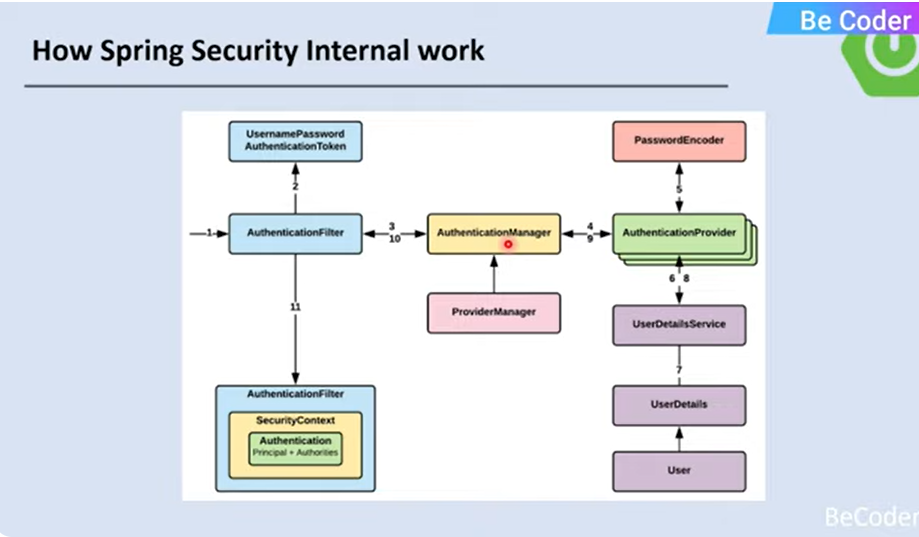 Be Coder
How Spring Security Internal work
UsernamePassword
AuthenticationToken
PasswordEncoder
2
5
1
AuthenticationFilter
3
10
AuthenticationManager
4
9
AuthenticationProvider
6 8
11
ProviderManager
UserDetailsService
7
AuthenticationFilter
SecurityContext
Authentication
Principal + Authorities
UserDetails
User
BeCoder